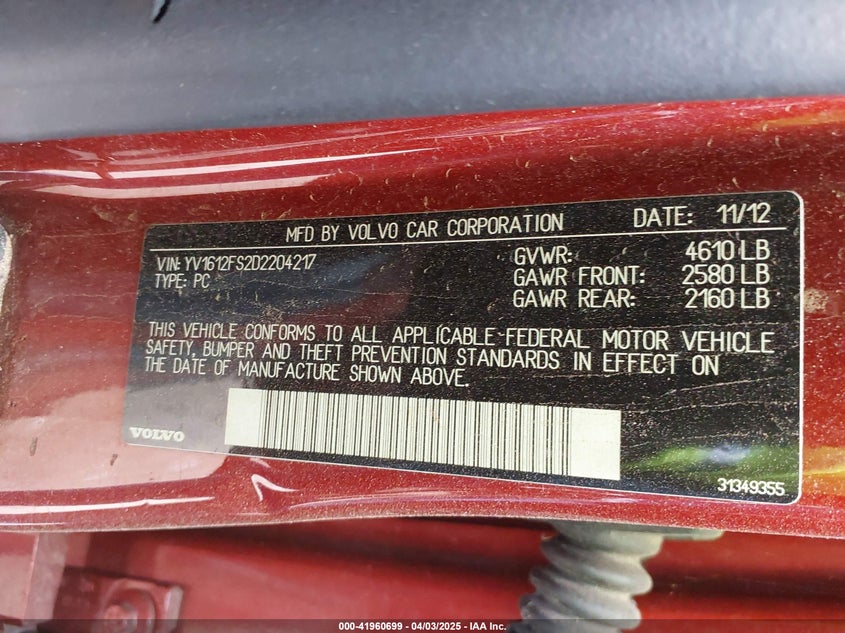 MFD BY VOLVO CAR CORPORATION DATE: 11/12
VIN: YV1612FS2D2204217 GVWR: 4610 LB
TYPE: PC GAWR FRONT: 2580 LB
GAWR REAR: 2160 LB
THIS VEHICLE CONFORMS TO ALL APPLICABLE FEDERAL MOTOR VEHICLE
SAFETY, BUMPER AND THEFT PREVENTION STANDARDS IN EFFECT ON
THE DATE OF MANUFACTURE SHOWN ABOVE.
VOLVO
31349355
000-41960699 - 04/03/2025 - IAA Inc.